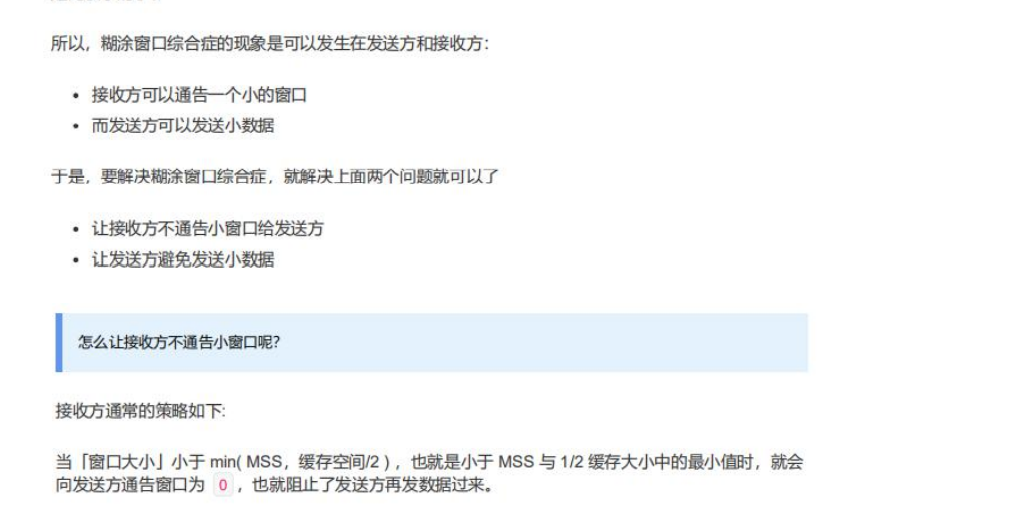 所以，糊涂窗口综合症的现象是可以发生在发送方和接收方：
• 接收方可以通告一个小的窗口
• 而发送方可以发送小数据
于是，要解决糊涂窗口综合症，就解决上面两个问题就可以了
• 让接收方不通告小窗口给发送方
• 让发送方避免发送小数据
怎么让接收方不通告小窗口呢？
接收方通常的策略如下:
当「窗口大小」小于 min( MSS，缓存空间/2 ) ，也就是小于 MSS 与 1/2 缓存大小中的最小值时，就会
向发送方通告窗口为 0 ，也就阻止了发送方再发数据过来。